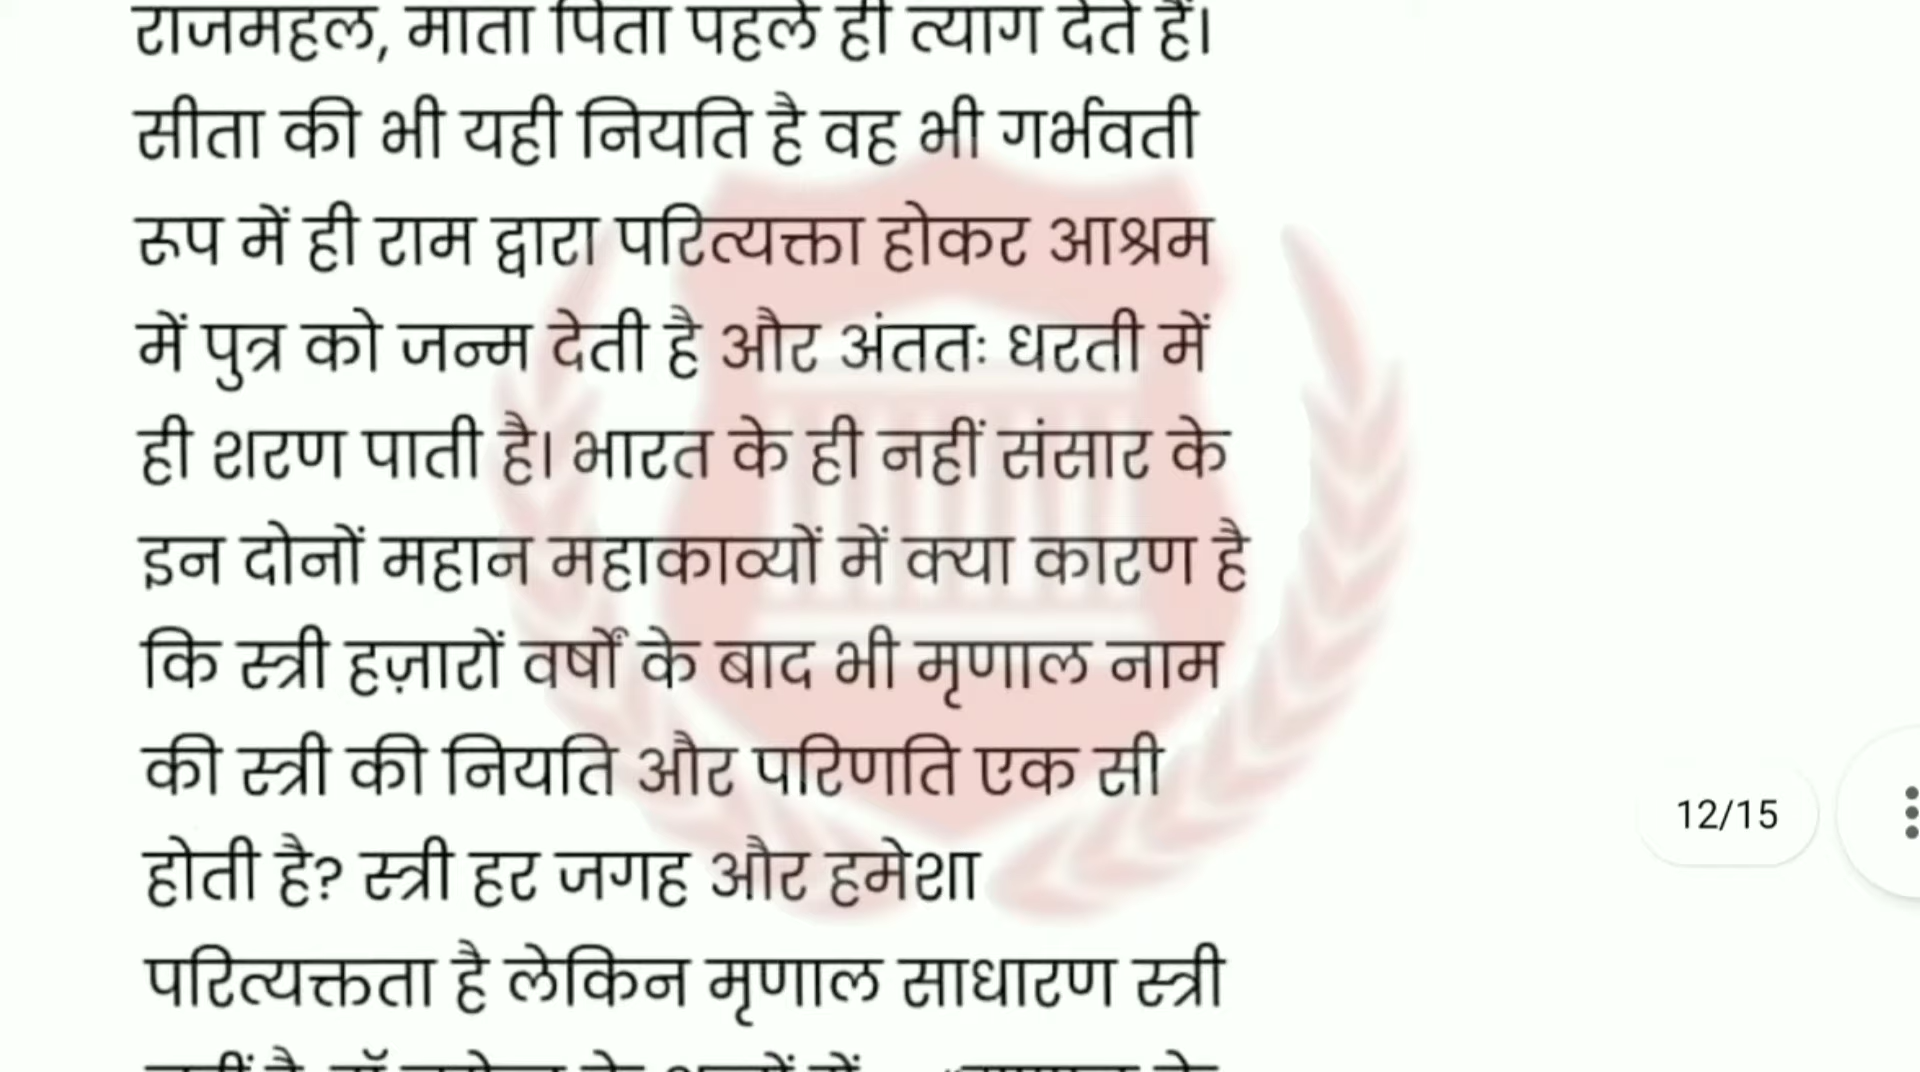 राजमहल, माता पिता पहले ही त्याग देते हैं।
सीता की भी यही नियति है वह भी गर्भवती
रूप में ही राम द्वारा परित्यक्ता होकर आश्रम
में पुत्र को जन्म देती है और अंततः धरती में
ही शरण पाती है। भारत के ही नहीं संसार के
इन दोनों महान महाकाव्यों में क्या कारण है
कि स्त्री हज़ारों वर्षों के बाद भी मृणाल नाम
की स्त्री की नियति और परिणति एक सी
होती है? स्त्री हर जगह और हमेशा
परित्यक्तता है लेकिन मृणाल साधारण स्त्री
12/15